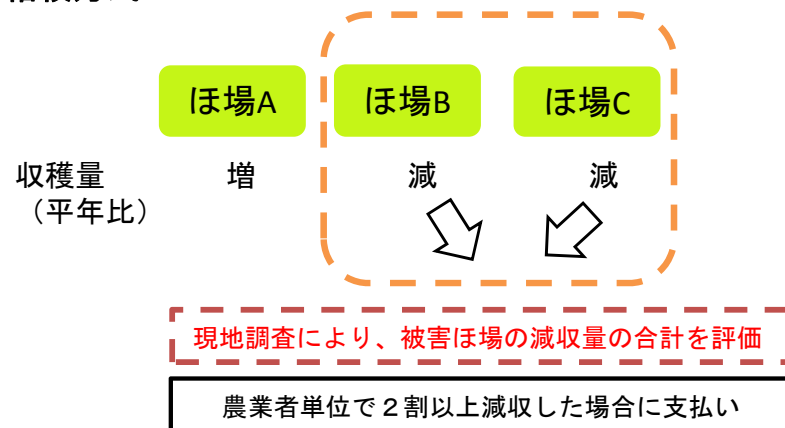 ほ場A ほ場B ほ場C
収穫量 増 減 減
（平年比）
現地調査により、被害ほ場の減収量の合計を評価
農業者単位で２割以上減収した場合に支払い